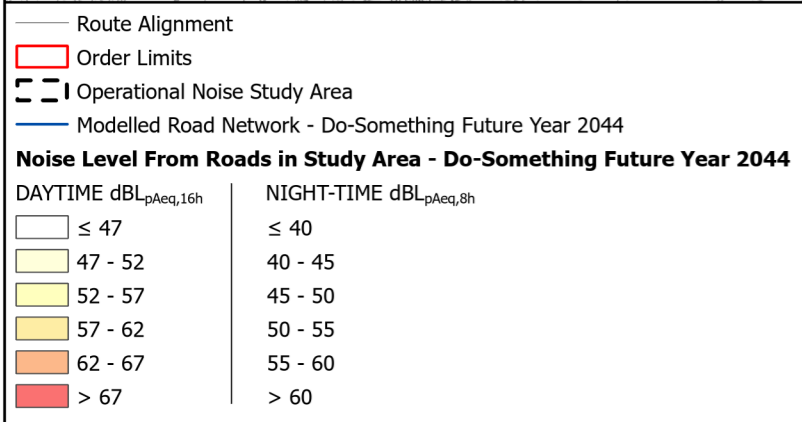 Route Alignment
Order Limits
Operational Noise Study Area
Modelled Road Network - Do-Something Future Year 2044
Noise Level From Roads in Study Area - Do-Something Future Year 2044
DAYTIME dBLpAeq,16h NIGHT-TIME dBLpAeq,8h
≤ 47 ≤ 40
47 - 52 40 - 45
52 - 57 45 - 50
57 - 62 50 - 55
62 - 67 55 - 60
> 67 > 60